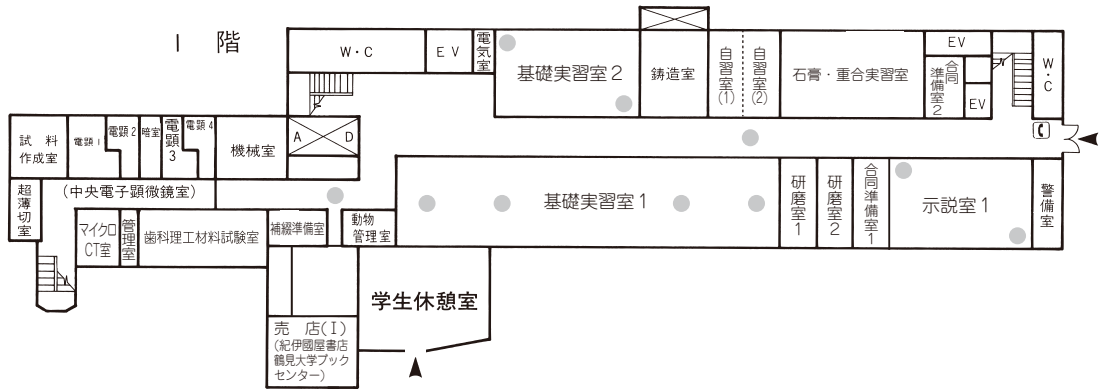 1 階
W・C
EV
電気室
基礎実習室2
鋳造室
自習室(1)
自習室(2)
石膏・重合実習室
EV
合同
準備室2
EV
W・C
試 料
作成室
電顕1
電顕2
暗室
電顕3
電顕4
機械室
A D
超薄切室
(中央電子顕微鏡室)
マイクロ
CT室
管理室
歯科理工材料試験室
補綴準備室
動物
管理室
基礎実習室1
研磨室1
研磨室2
合同準備室1
示説室1
警備室
学生休憩室
売 店(I)
(紀伊國屋書店
鶴見大学ブック
センター)